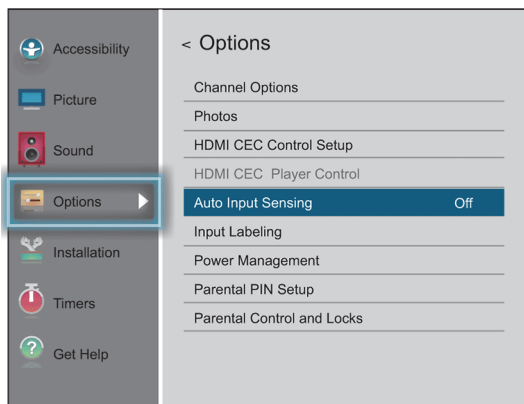 Accessibility
Picture
Sound
Options
Installation
Timers
Get Help
< Options
Channel Options
Photos
HDMI CEC Control Setup
HDMI CEC Player Control
Auto Input Sensing Off
Input Labeling
Power Management
Parental PIN Setup
Parental Control and Locks